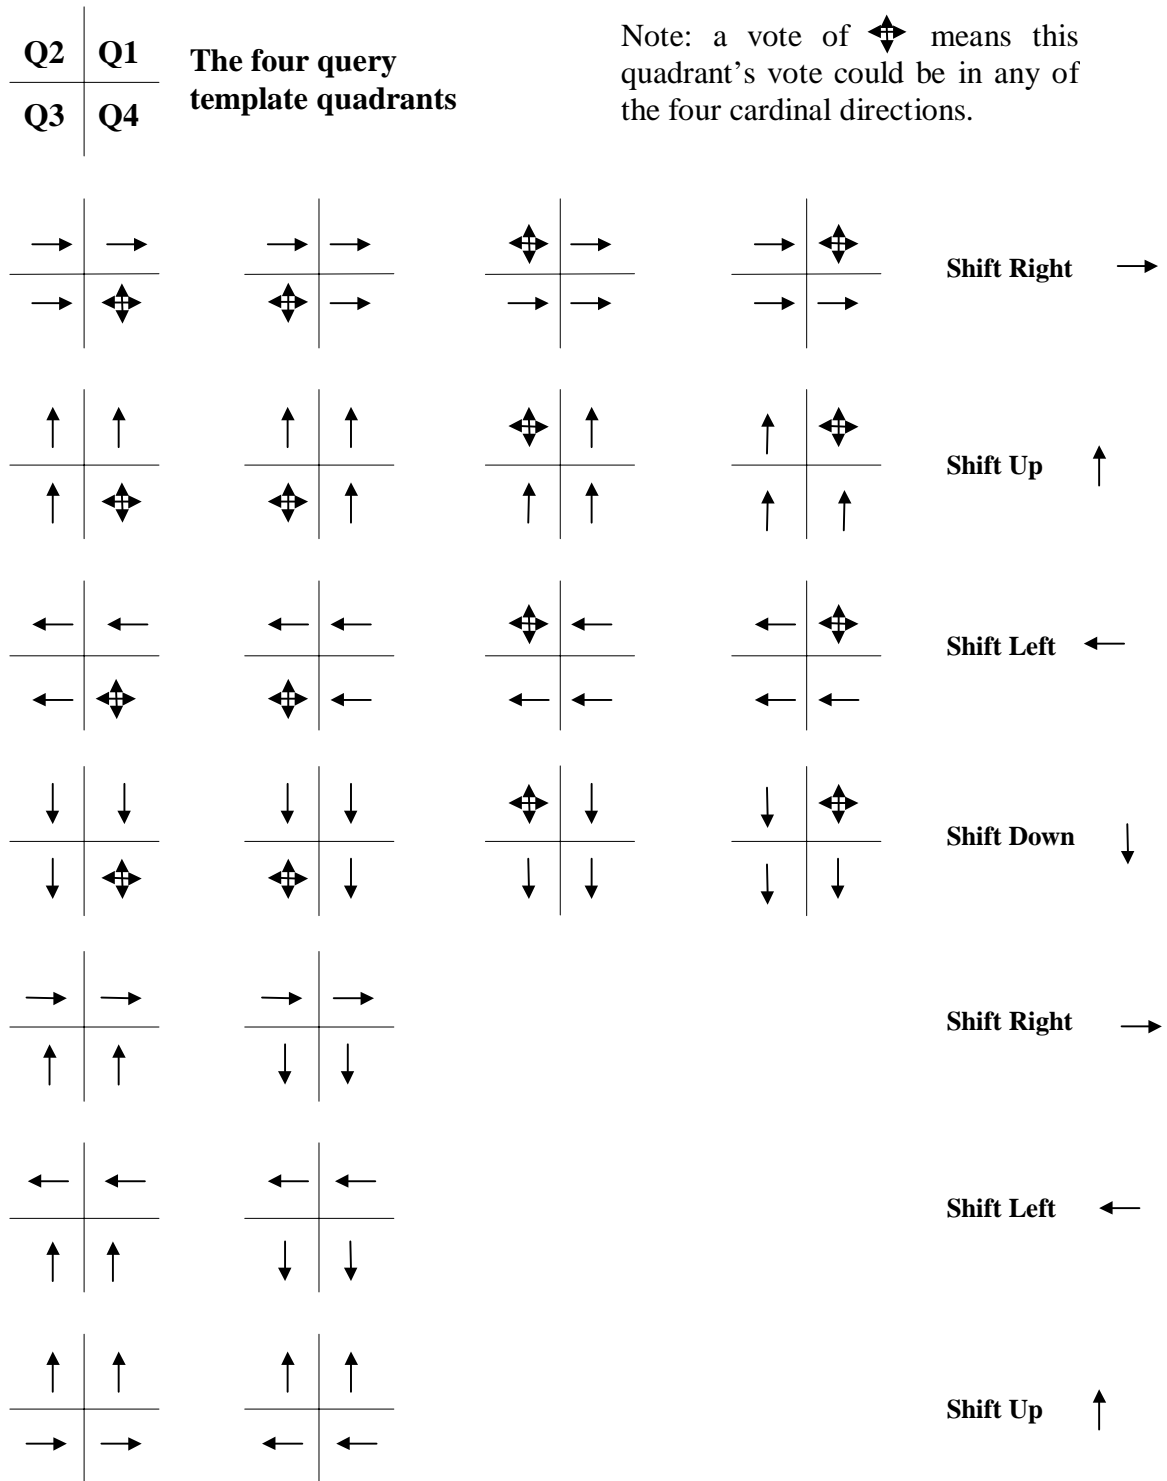 Q2 Q1
Q3 Q4
The four query
template quadrants
Note: a vote of means this
quadrant’s vote could be in any of
the four cardinal directions.
Shift Right
Shift Up
Shift Left
Shift Down
Shift Right
Shift Left
Shift Up